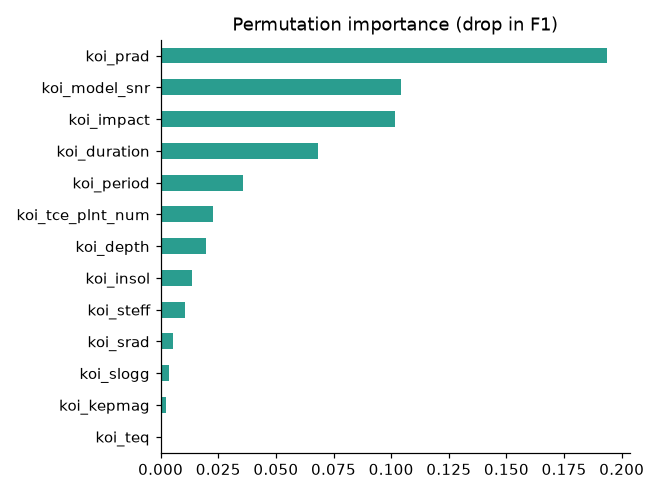 Permutation importance (drop in F1)
koi_prad
koi_model_snr
koi_impact
koi_duration
koi_period
koi_tce_plnt_num
koi_depth
koi_insol
koi_steff
koi_srad
koi_slogg
koi_kepmag
koi_teq
0.000 0.025 0.050 0.075 0.100 0.125 0.150 0.175 0.200